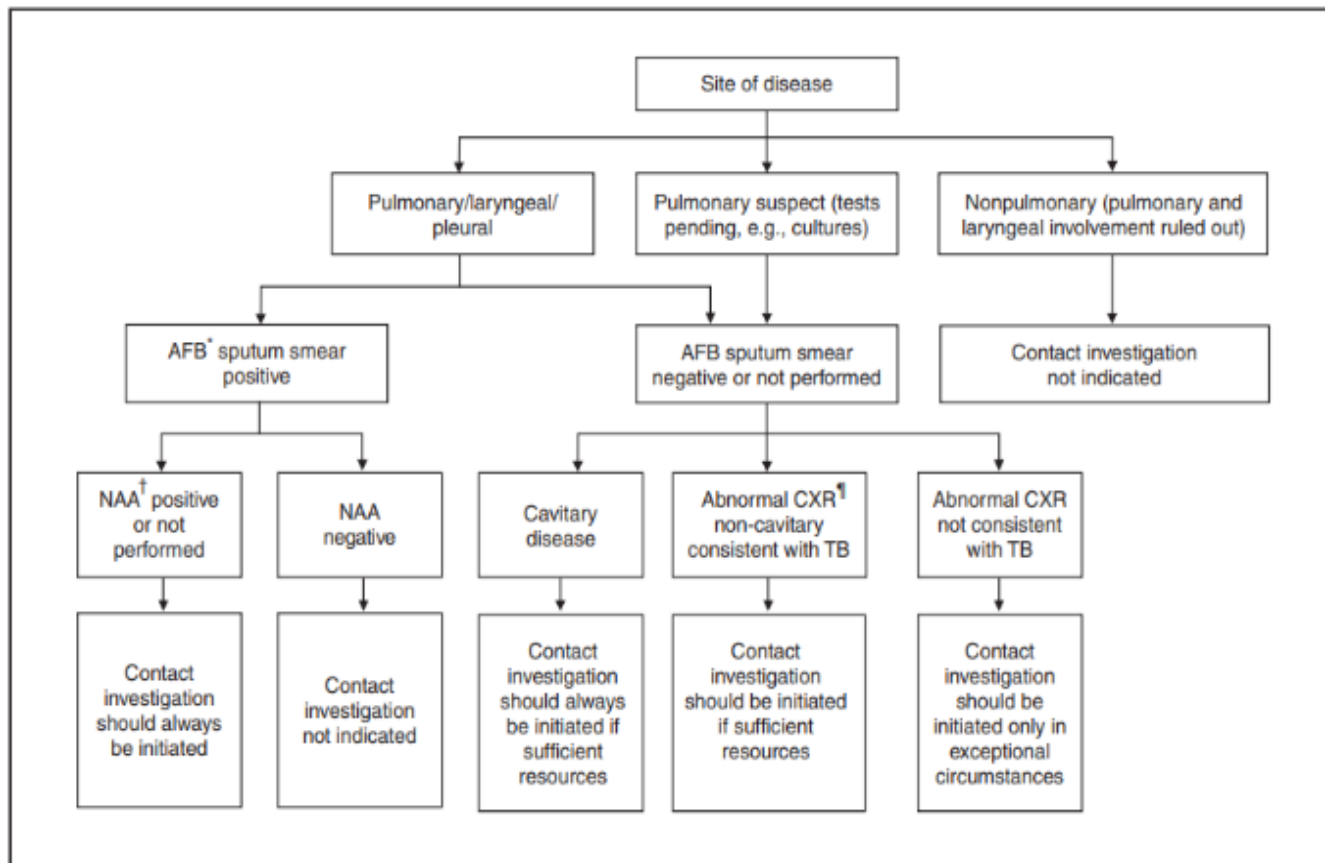 Site of disease
Pulmonary/laryngeal/
pleural
Pulmonary suspect (tests
pending, e.g., cultures)
Nonpulmonary (pulmonary and
laryngeal involvement ruled out)
AFB* sputum smear
positive
AFB sputum smear
negative or not performed
Contact investigation
not indicated
NAA† positive
or not
performed
NAA
negative
Cavitary
disease
Abnormal CXR¶
non-cavitary
consistent with TB
Abnormal CXR
not consistent
with TB
Contact
investigation
should always
be initiated
Contact
investigation
not indicated
Contact
investigation
should always
be initiated if
sufficient
resources
Contact
investigation
should be initiated
if sufficient
resources
Contact
investigation
should be
initiated only in
exceptional
circumstances